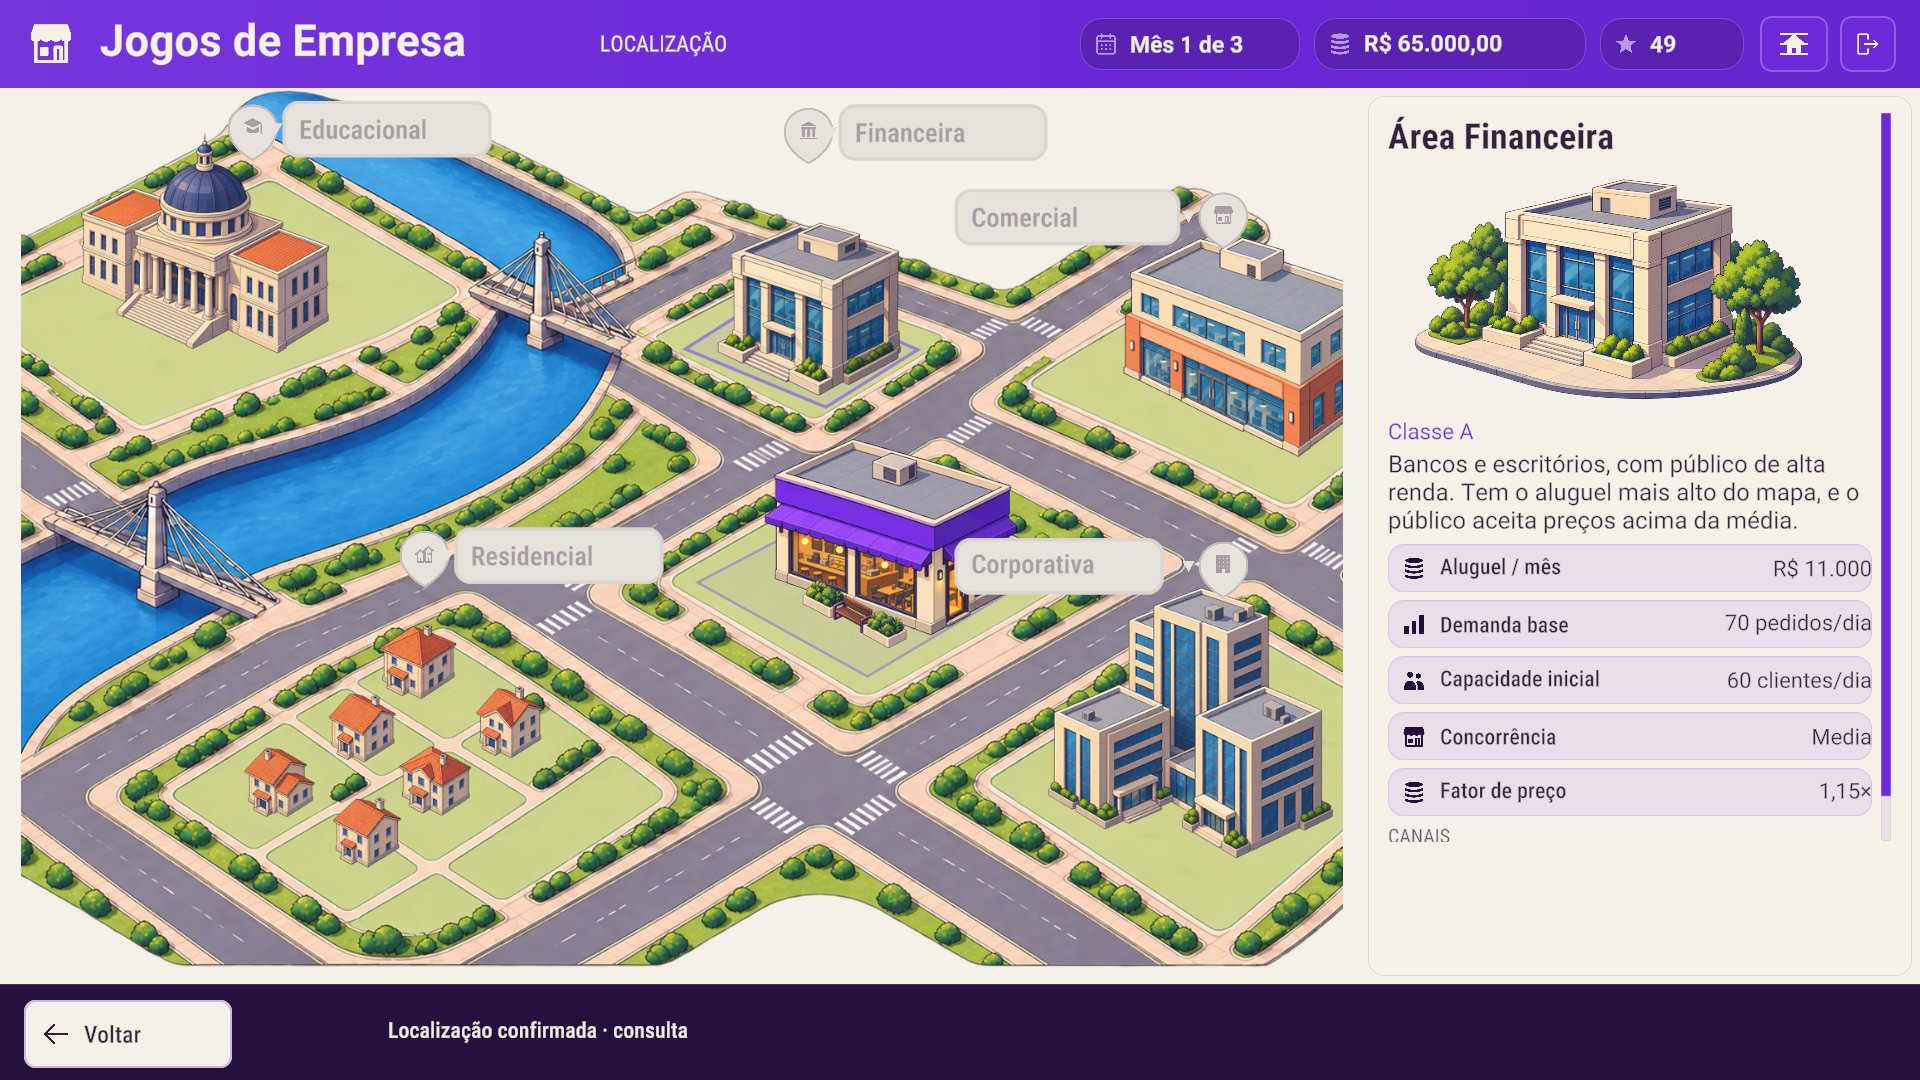 Jogos de Empresa
LOCALIZAÇÃO
Mês 1 de 3
R$ 65.000,00
49
Educacional
Financeira
Comercial
Residencial
Corporativa
Área Financeira
Classe A
Bancos e escritórios, com público de alta
renda. Tem o aluguel mais alto do mapa, e o
público aceita preços acima da média.
Aluguel / mês R$ 11.000
Demanda base 70 pedidos/dia
Capacidade inicial 60 clientes/dia
Concorrência Media
Fator de preço 1,15×
CANAIS
Voltar
Localização confirmada · consulta